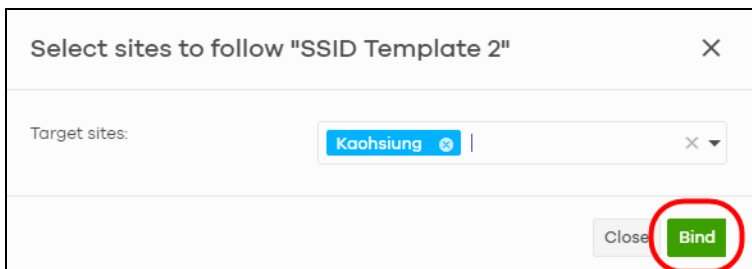 Select sites to follow "SSID Template 2"
Target sites:
Kaohsiung
Close
Bind